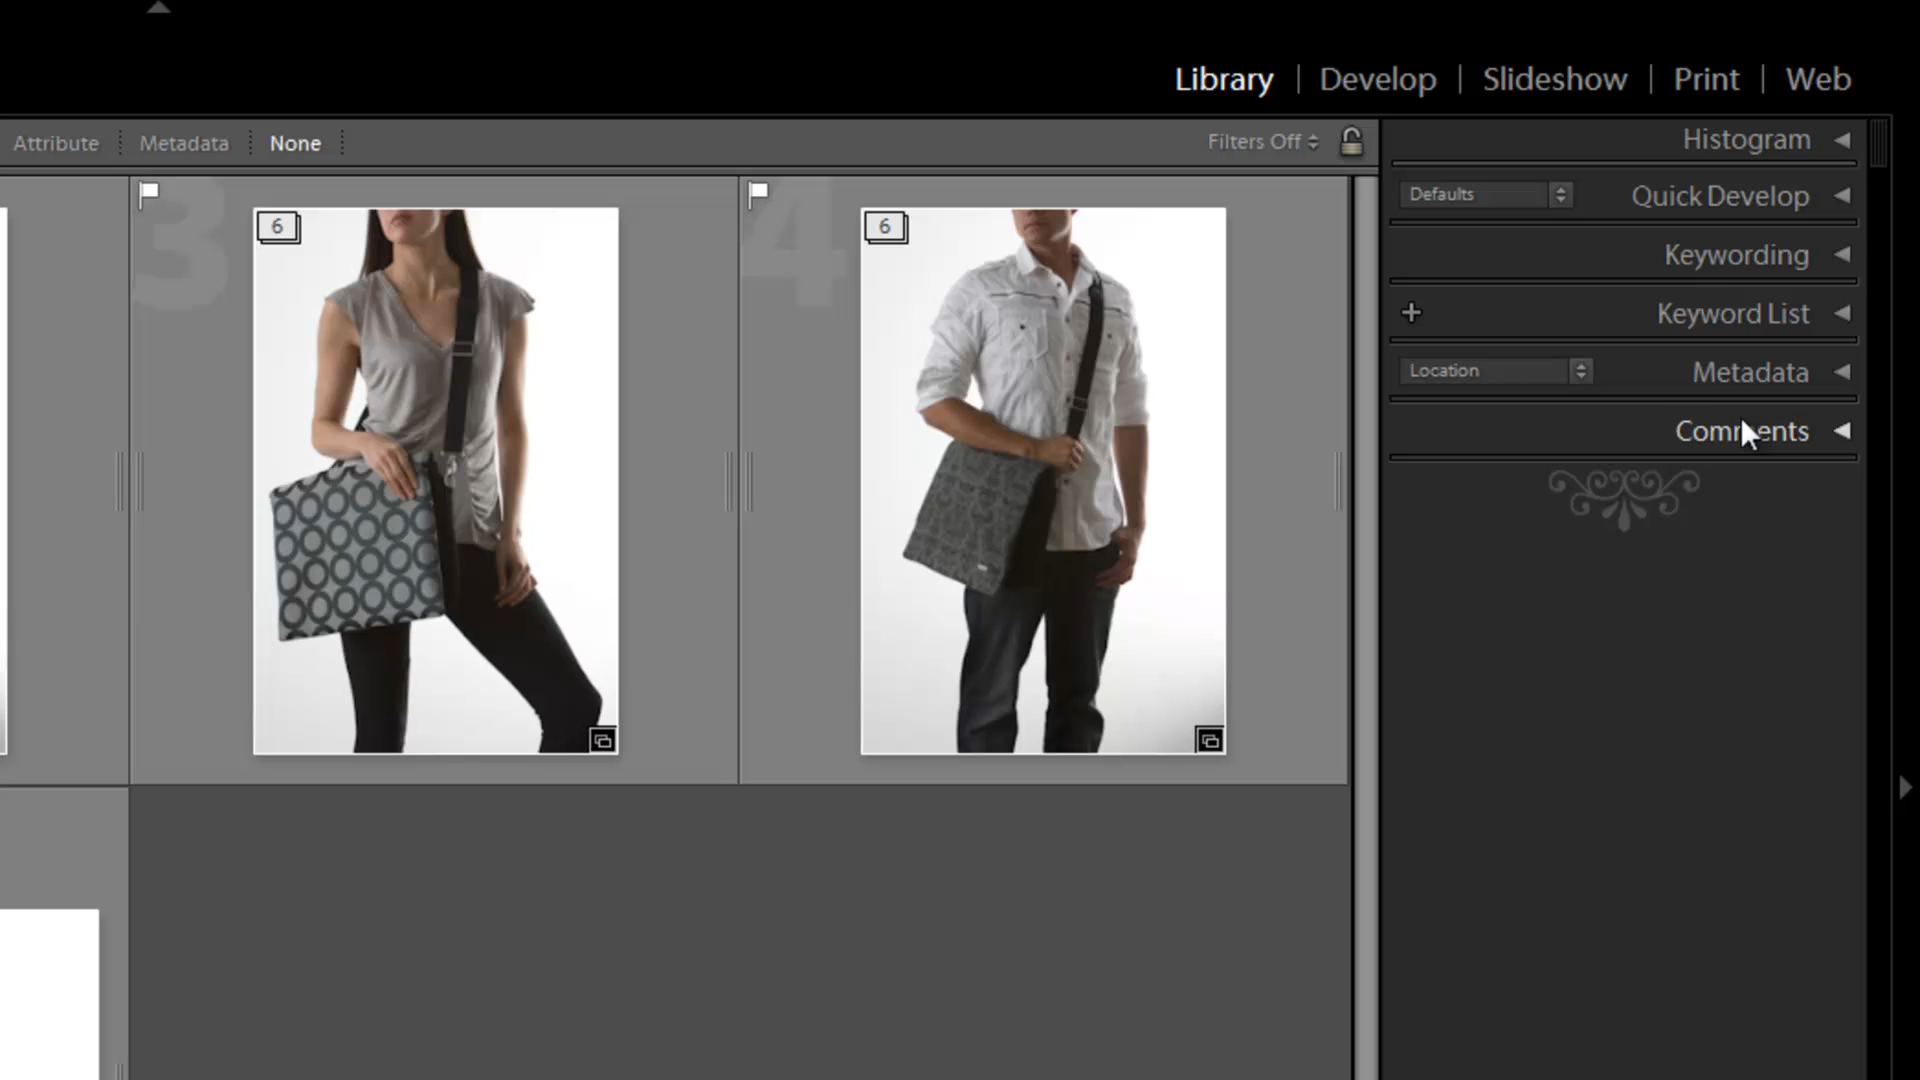 Library | Develop | Slideshow | Print | Web
Attribute Metadata None Filters Off
Histogram
Defaults Quick Develop
Keywording
Keyword List
Location Metadata
Comments
3 4
6 6